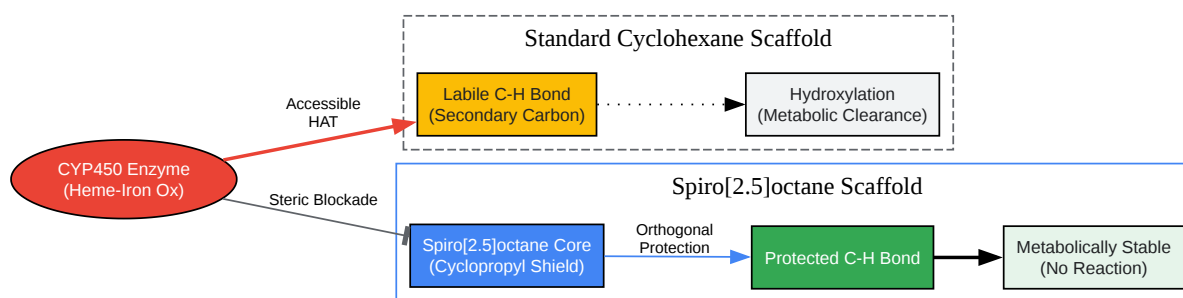 Standard Cyclohexane Scaffold
Labile C-H Bond
(Secondary Carbon)
Hydroxylation
(Metabolic Clearance)
Accessible
HAT
CYP450 Enzyme
(Heme-Iron Ox)
Steric Blockade
Spiro[2.5]octane Scaffold
Spiro[2.5]octane Core
(Cyclopropyl Shield)
Orthogonal
Protection
Protected C-H Bond
Metabolically Stable
(No Reaction)